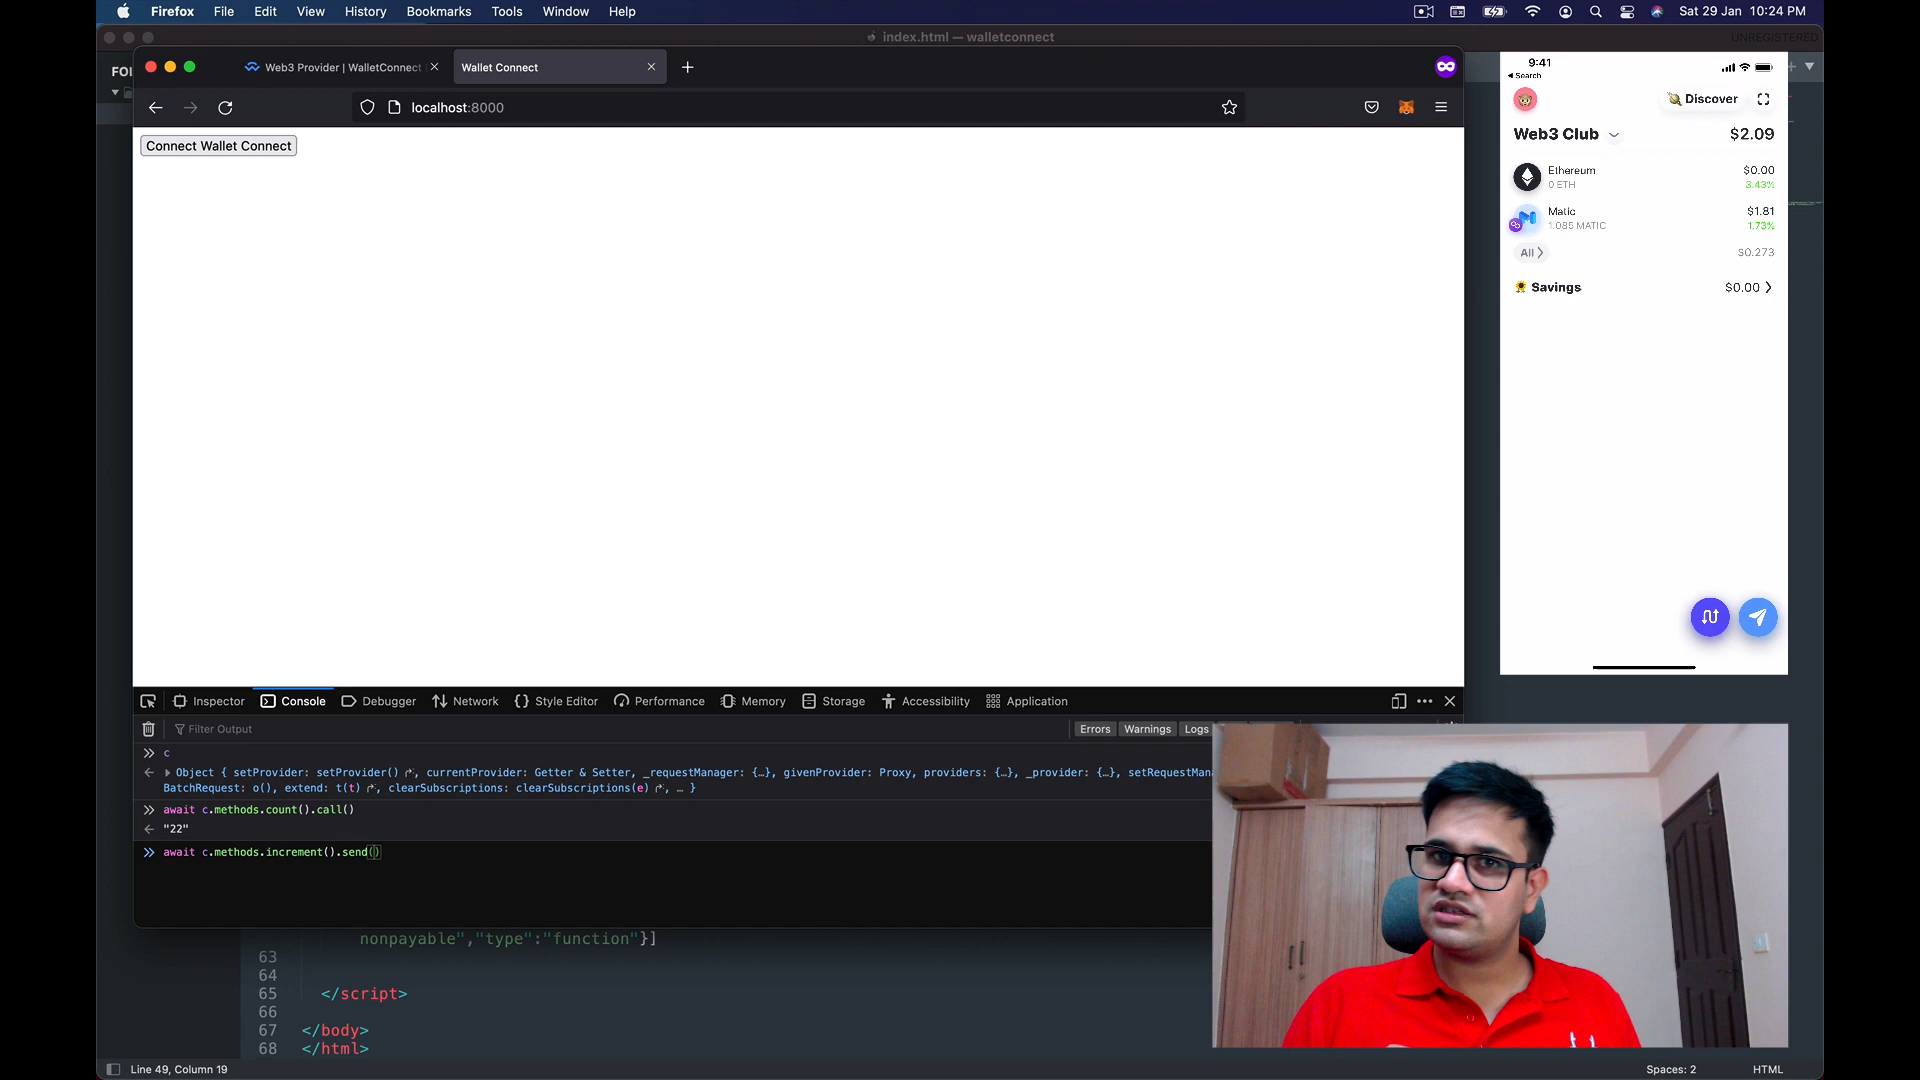 Firefox File Edit View History Bookmarks Tools Window Help
Sat 29 Jan 10:24 PM
index.html — walletconnect
UNREGISTERED
FOL
Web3 Provider | WalletConnect
Wallet Connect
localhost:8000
Connect Wallet Connect
9:41
Search
Discover
Web3 Club $2.09
Ethereum $0.00
0 ETH 3.43%
Matic $1.81
1.085 MATIC 1.73%
All $0.273
Savings $0.00
Inspector Console Debugger Network Style Editor Performance Memory Storage Accessibility Application
Filter Output
Errors Warnings Logs
c
Object { setProvider: setProvider(), currentProvider: Getter & Setter, _requestManager: {…}, givenProvider: Proxy, providers: {…}, _provider: {…}, setRequestMana
BatchRequest: o(), extend: t(t), clearSubscriptions: clearSubscriptions(e), … }
await c.methods.count().call()
"22"
await c.methods.increment().send()
nonpayable","type":"function"}]
63
64
65 </script>
66
67 </body>
68 </html>
Line 49, Column 19
Spaces: 2
HTML